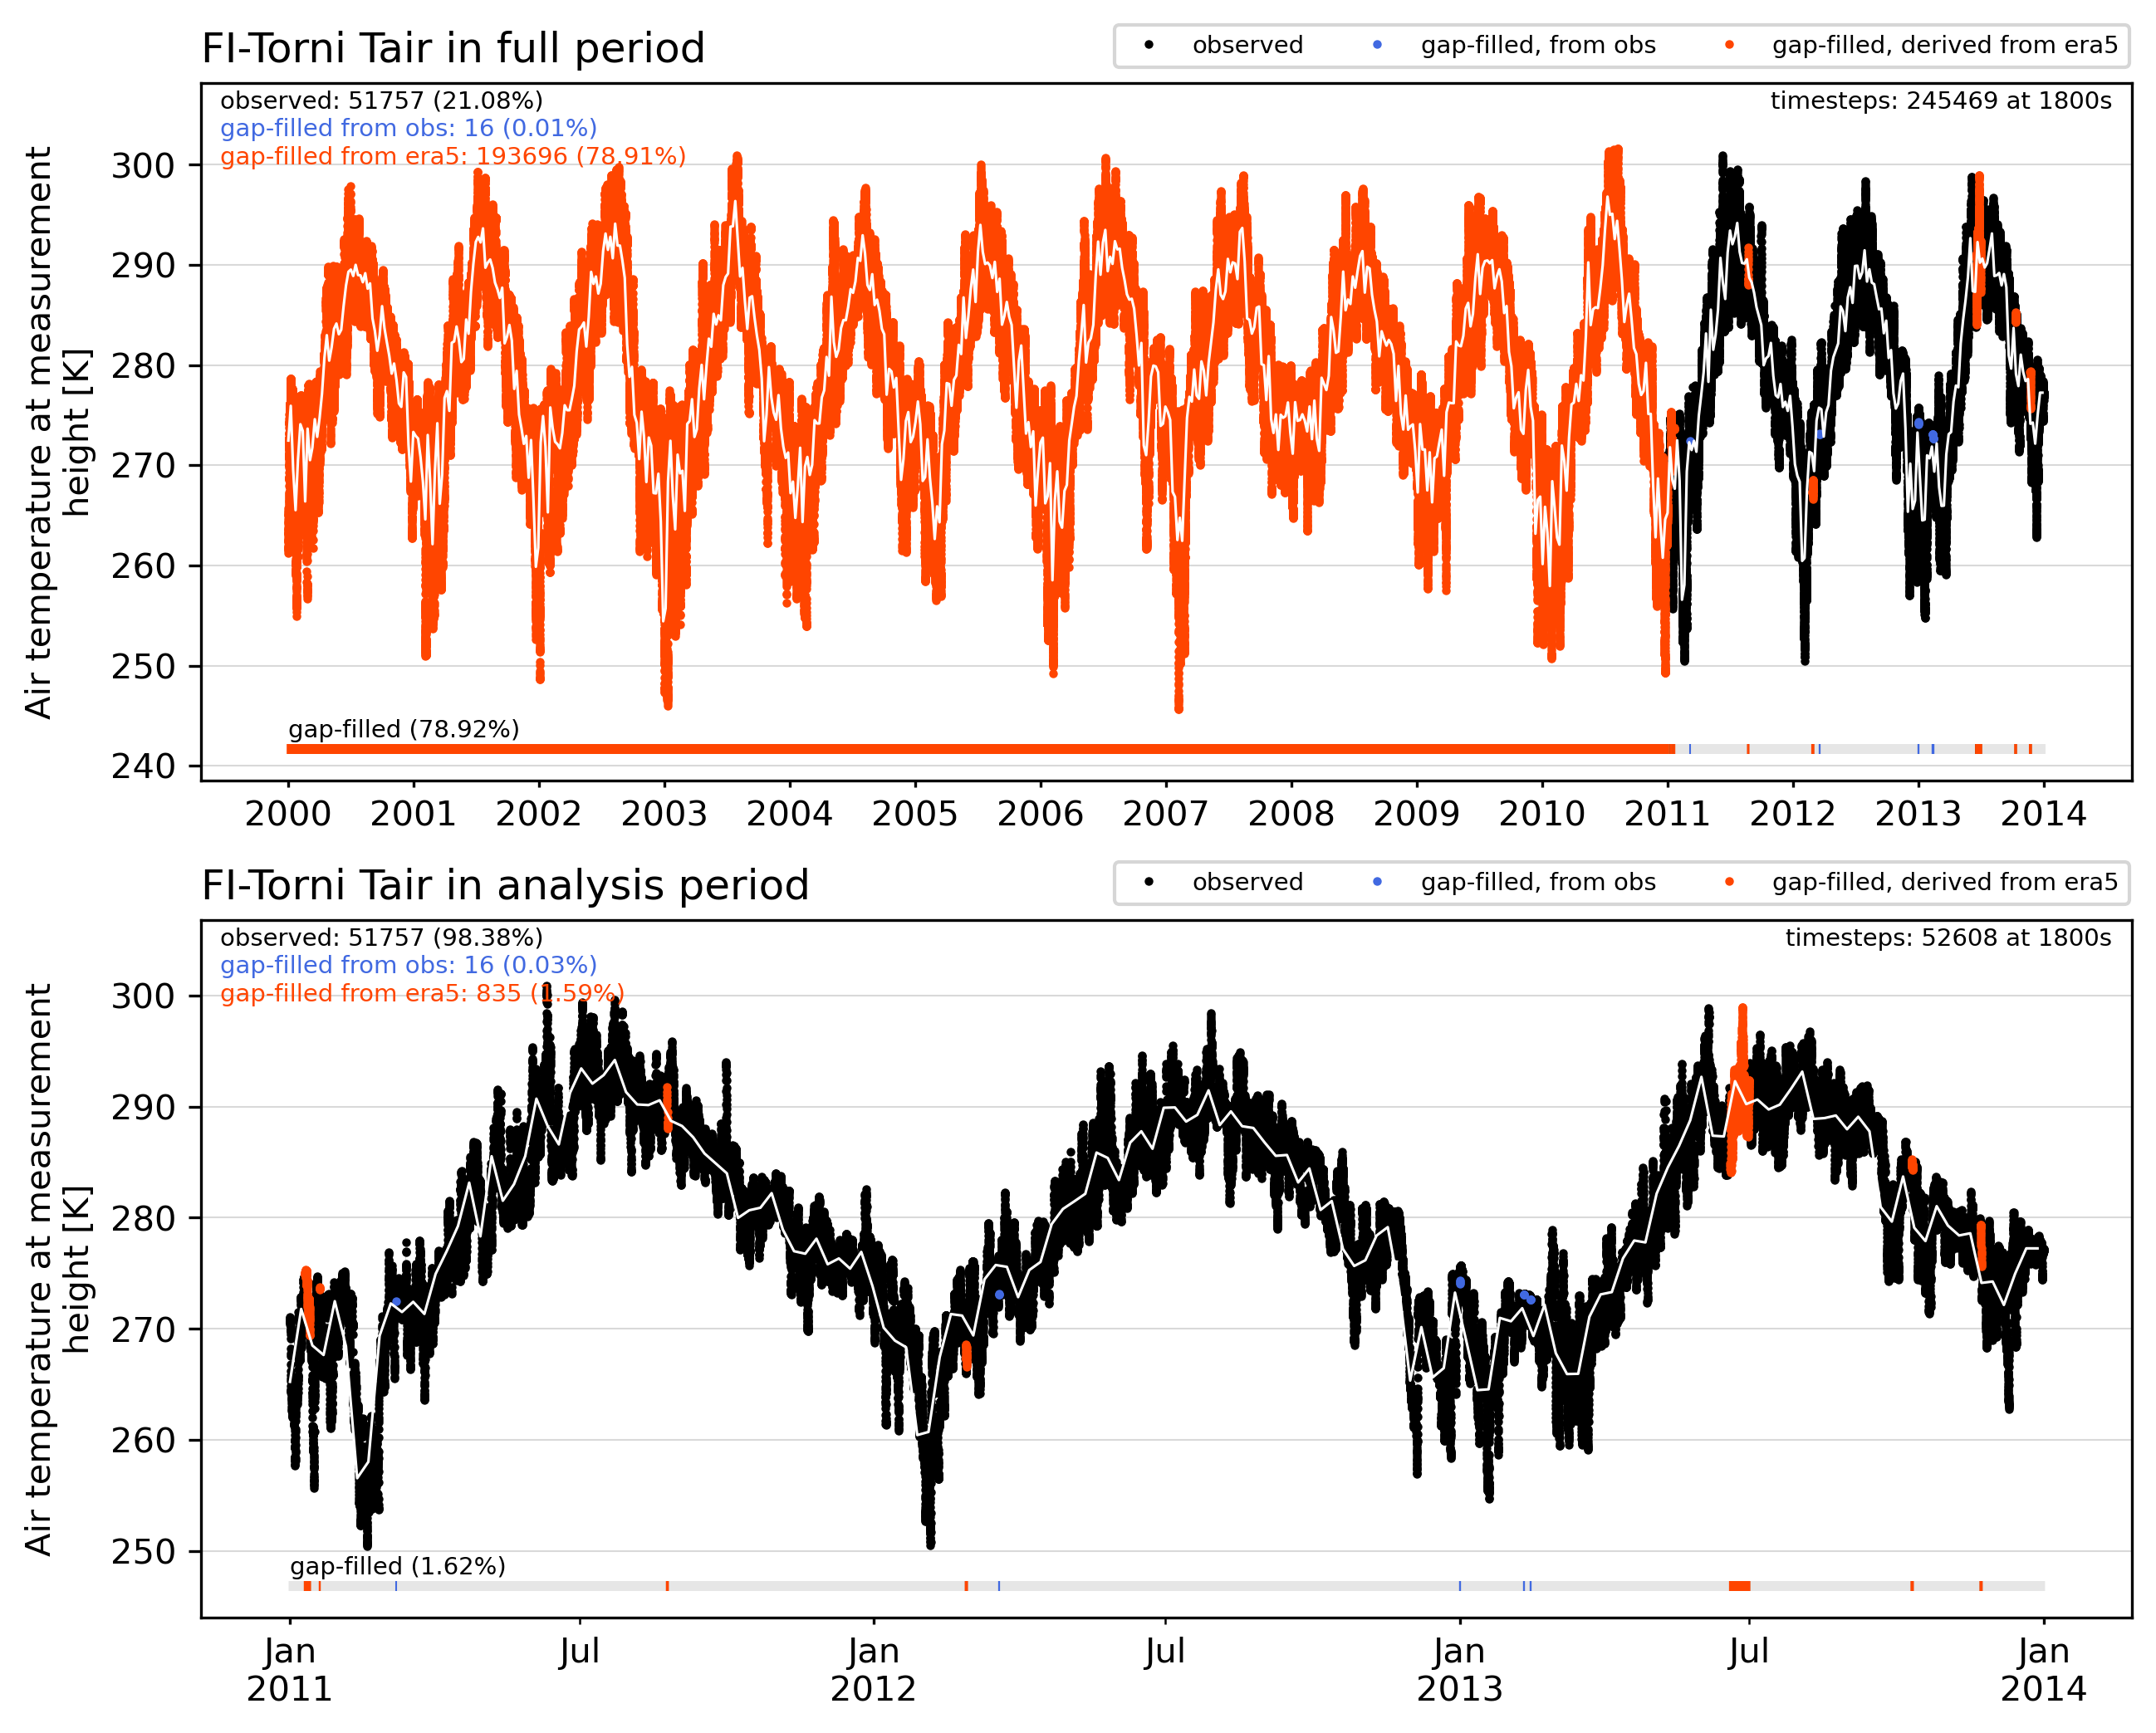 FI-Torni Tair in full period
observed gap-filled, from obs gap-filled, derived from era5
observed: 51757 (21.08%)
timesteps: 245469 at 1800s
gap-filled from obs: 16 (0.01%)
gap-filled from era5: 193696 (78.91%)
Air temperature at measurement
height [K]
300
290
280
270
260
250
240
gap-filled (78.92%)
2000 2001 2002 2003 2004 2005 2006 2007 2008 2009 2010 2011 2012 2013 2014
FI-Torni Tair in analysis period
observed gap-filled, from obs gap-filled, derived from era5
observed: 51757 (98.38%)
timesteps: 52608 at 1800s
gap-filled from obs: 16 (0.03%)
gap-filled from era5: 835 (1.59%)
Air temperature at measurement
height [K]
300
290
280
270
260
250
gap-filled (1.62%)
Jan Jul Jan Jul Jan Jul Jan
2011 2012 2013 2014